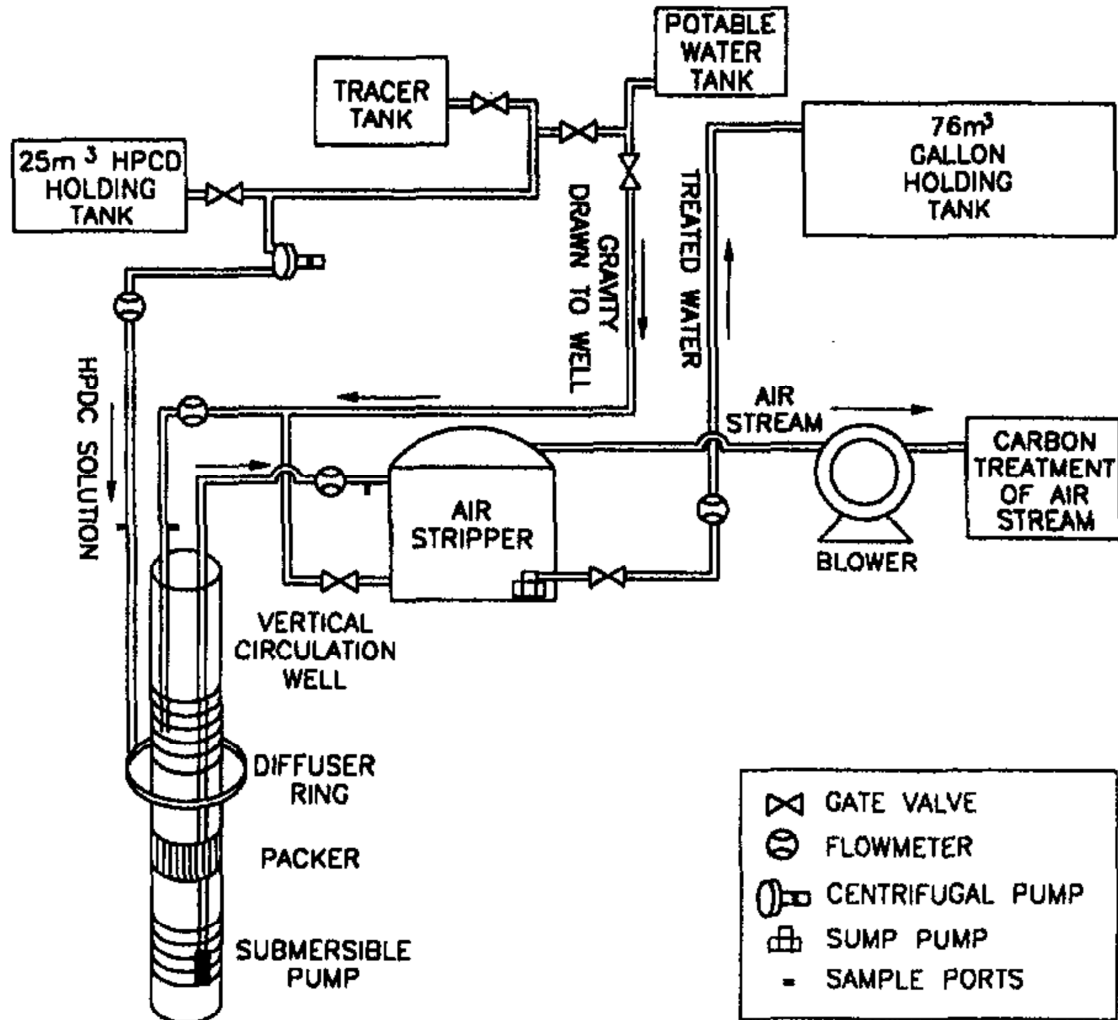 POTABLE
WATER
TANK
TRACER
TANK
76m³
GALLON
HOLDING
TANK
25m³ HPCD
HOLDING
TANK
GRAVITY
DRAWN TO WELL
TREATED WATER
HPDC SOLUTION
AIR
STREAM
CARBON
TREATMENT
OF AIR
STREAM
AIR
STRIPPER
BLOWER
VERTICAL
CIRCULATION
WELL
DIFFUSER
RING
PACKER
SUBMERSIBLE
PUMP
GATE VALVE
FLOWMETER
CENTRIFUGAL PUMP
SUMP PUMP
SAMPLE PORTS